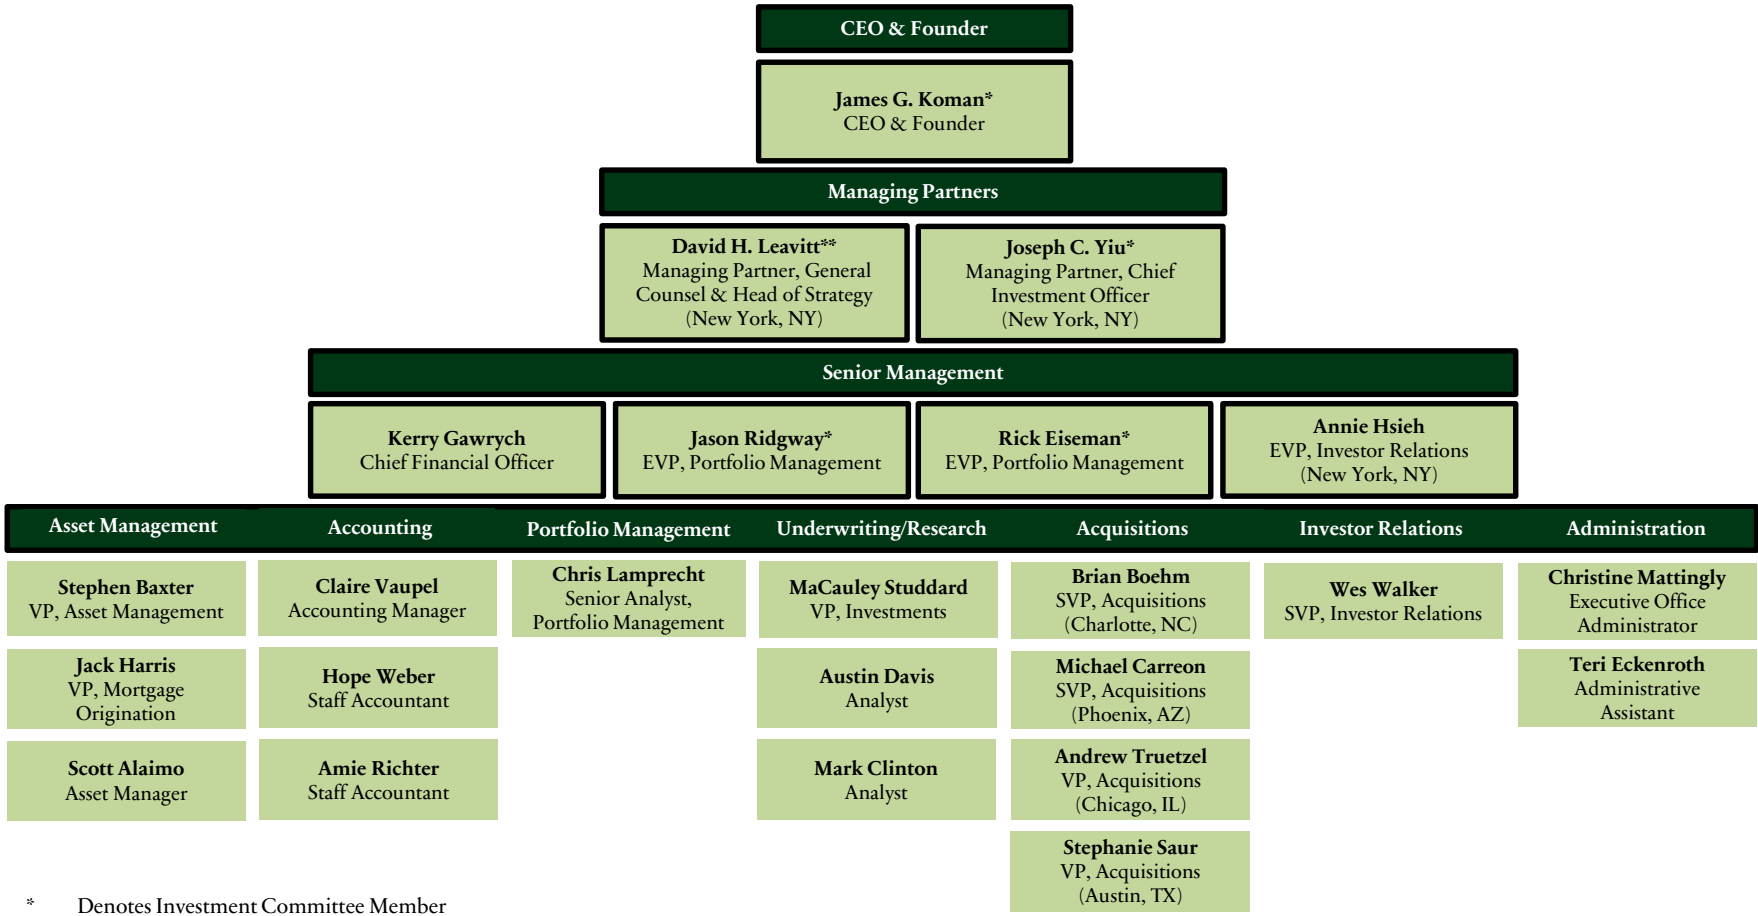 CEO & Founder
James G. Koman*
CEO & Founder
Managing Partners
David H. Leavitt**
Managing Partner, General
Counsel & Head of Strategy
(New York, NY)
Joseph C. Yiu*
Managing Partner, Chief
Investment Officer
(New York, NY)
Senior Management
Kerry Gawrych
Chief Financial Officer
Jason Ridgway*
EVP, Portfolio Management
Rick Eiseman*
EVP, Portfolio Management
Annie Hsieh
EVP, Investor Relations
(New York, NY)
Asset Management
Stephen Baxter
VP, Asset Management
Jack Harris
VP, Mortgage
Origination
Scott Alaimo
Asset Manager
Accounting
Claire Vaupel
Accounting Manager
Hope Weber
Staff Accountant
Amie Richter
Staff Accountant
Portfolio Management
Chris Lamprecht
Senior Analyst,
Portfolio Management
Underwriting/Research
MaCauley Studdard
VP, Investments
Austin Davis
Analyst
Mark Clinton
Analyst
Acquisitions
Brian Boehm
SVP, Acquisitions
(Charlotte, NC)
Michael Carreon
SVP, Acquisitions
(Phoenix, AZ)
Andrew Truetzel
VP, Acquisitions
(Chicago, IL)
Stephanie Saur
VP, Acquisitions
(Austin, TX)
Investor Relations
Wes Walker
SVP, Investor Relations
Administration
Christine Mattingly
Executive Office
Administrator
Teri Eckenroth
Administrative
Assistant
* Denotes Investment Committee Member